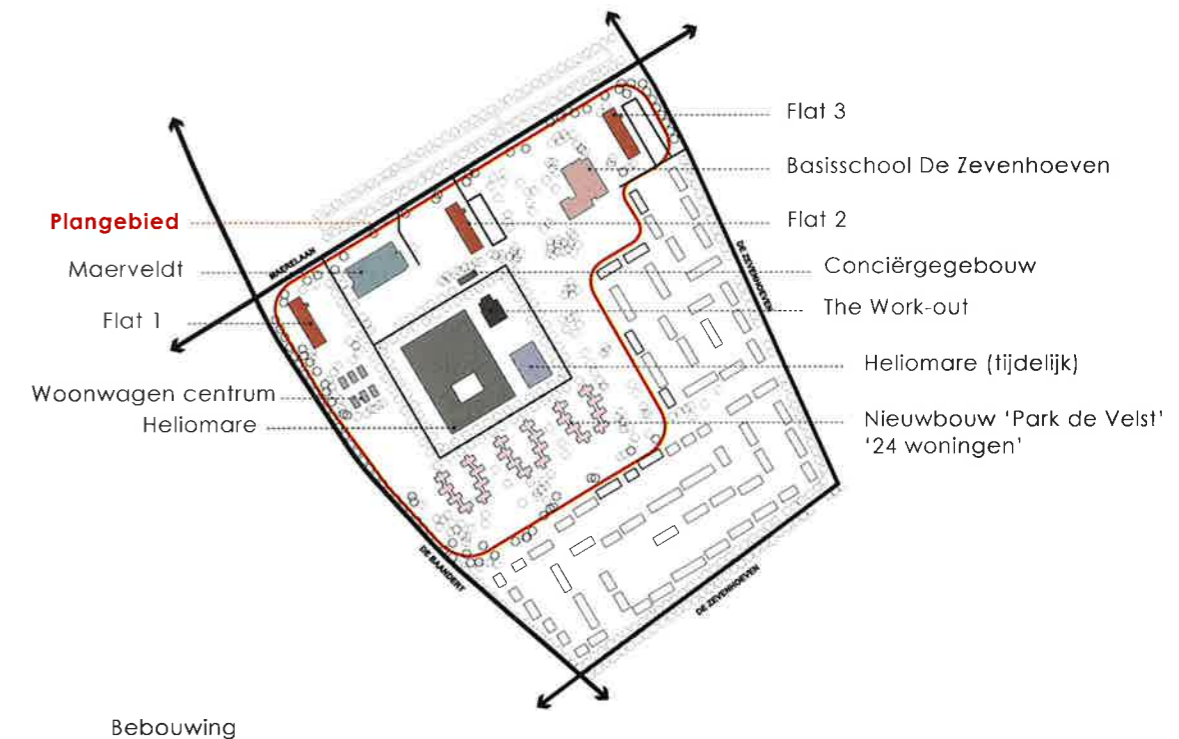 Flat 3
Basisschool De Zevenhoeven
Plangebied
Flat 2
MAERELAAN
DE ZEVENHOEVEN
Maerveldt
Conciërgegebouw
Flat 1
The Work-out
Heliomare (tijdelijk)
Woonwagen centrum
Heliomare
Nieuwbouw ‘Park de Velst’
‘24 woningen’
DE BAANDERT
DE ZEVENHOEVEN
Bebouwing